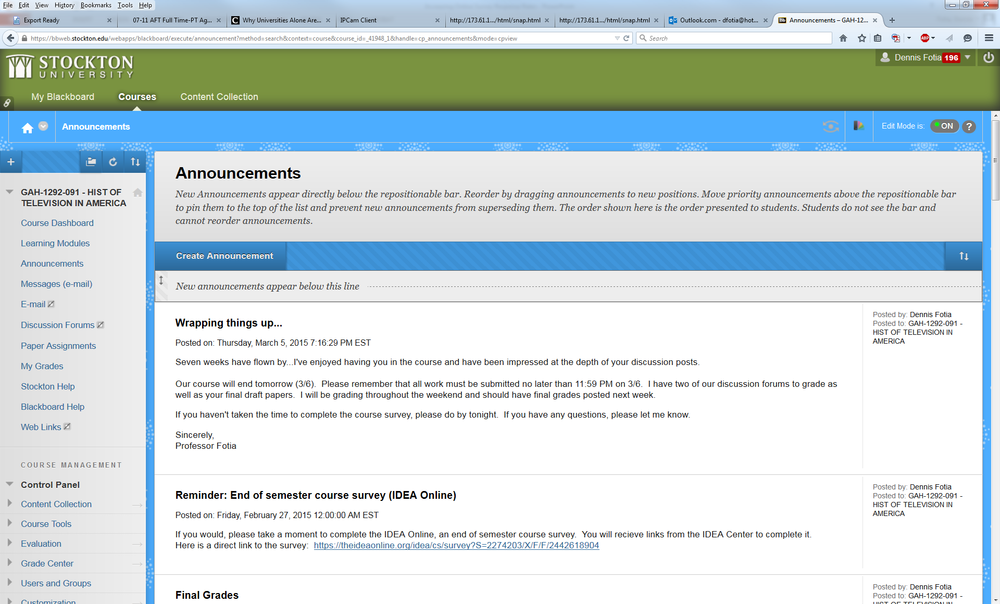 File Edit View History Bookmarks Tools Help
Export Ready
07-11 AFT Full Time-PT Ag...
Why Universities Alone Are...
IPCam Client
http://173.61.1.../html/snap.html
http://173.61.1.../html/snap.html
Outlook.com - dfotia@hot...
Bb Announcements – GAH-12...
https://bbweb.stockton.edu/webapps/blackboard/execute/announcement?method=search&context=course&course_id=_41948_1&handle=cp_announcements&mode=cpview
Search
ABP
STOCKTON
UNIVERSITY
Dennis Fotia 196
My Blackboard
Courses
Content Collection
Announcements
Edit Mode is: ON ?
GAH-1292-091 - HIST OF
TELEVISION IN AMERICA
Course Dashboard
Learning Modules
Announcements
Messages (e-mail)
E-mail
Discussion Forums
Paper Assignments
My Grades
Stockton Help
Blackboard Help
Web Links
COURSE MANAGEMENT
Control Panel
Content Collection
Course Tools
Evaluation
Grade Center
Users and Groups
Customization
Announcements
New Announcements appear directly below the repositionable bar. Reorder by dragging announcements to new positions. Move priority announcements above the repositionable bar
to pin them to the top of the list and prevent new announcements from superseding them. The order shown here is the order presented to students. Students do not see the bar and
cannot reorder announcements.
Create Announcement
New announcements appear below this line
Wrapping things up...
Posted on: Thursday, March 5, 2015 7:16:29 PM EST
Seven weeks have flown by...I've enjoyed having you in the course and have been impressed at the depth of your discussion posts.
Our course will end tomorrow (3/6). Please remember that all work must be submitted no later than 11:59 PM on 3/6. I have two of our discussion forums to grade as
well as your final draft papers. I will be grading throughout the weekend and should have final grades posted next week.
If you haven't taken the time to complete the course survey, please do by tonight. If you have any questions, please let me know.
Sincerely,
Professor Fotia
Posted by: Dennis Fotia
Posted to: GAH-1292-091 -
HIST OF TELEVISION IN
AMERICA
Reminder: End of semester course survey (IDEA Online)
Posted on: Friday, February 27, 2015 12:00:00 AM EST
If you would, please take a moment to complete the IDEA Online, an end of semester course survey. You will recieve links from the IDEA Center to complete it.
Here is a direct link to the survey: https://theideaonline.org/idea/cs/survey?S=2274203/X/F/F/2442618904
Posted by: Dennis Fotia
Posted to: GAH-1292-091 -
HIST OF TELEVISION IN
AMERICA
Final Grades
Posted by: Dennis Fotia
Posted to: GAH-1292-091 -
HIST OF TELEVISION IN